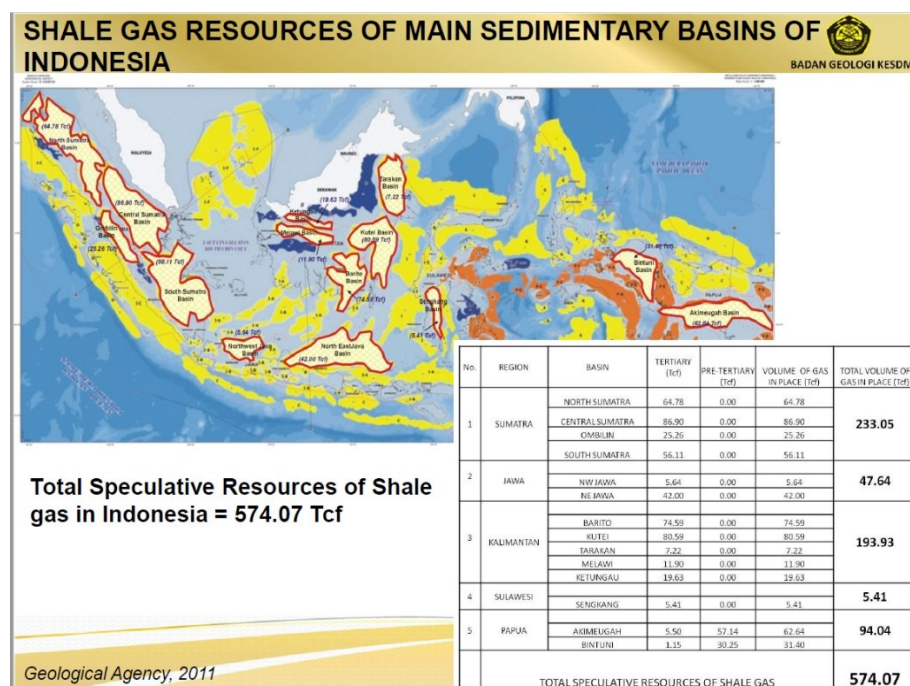 SHALE GAS RESOURCES OF MAIN SEDIMENTARY BASINS OF
INDONESIA
BADAN GEOLOGI KESDM
PILIPINA
MALAYSIA
BRUNEI
(64.78 Tcf)
North Sumatra
Basin
(86.90 Tcf)
Central Sumatra
Basin
Ombilin
(25.26 Tcf)
(56.11 Tcf)
South Sumatra
Basin
(19.63 Tcf)
Ketungau
Melawi Basin
(11.90 Tcf)
Tarakan
Basin
(7.22 Tcf)
Kutei Basin
(80.59 Tcf)
Barito
Basin
(74.59 Tcf)
Sengkang
Basin
(5.41 Tcf)
(5.64 Tcf)
Northwest Java
Basin
North East Java
Basin
(42.00 Tcf)
(31.40 Tcf)
Bintuni
Basin
PAPUA
Akimeugah Basin
(62.64 Tcf)
No. REGION BASIN TERTIARY (Tcf) PRE-TERTIARY (Tcf) VOLUME OF GAS IN PLACE (Tcf) TOTAL VOLUME OF GAS IN PLACE (Tcf)
1 SUMATRA 233.05
NORTH SUMATRA 64.78 0.00 64.78
CENTRAL SUMATRA 86.90 0.00 86.90
OMBILIN 25.26 0.00 25.26
SOUTH SUMATRA 56.11 0.00 56.11
2 JAWA 47.64
NW JAWA 5.64 0.00 5.64
NE JAWA 42.00 0.00 42.00
3 KALIMANTAN 193.93
BARITO 74.59 0.00 74.59
KUTEI 80.59 0.00 80.59
TARAKAN 7.22 0.00 7.22
MELAWI 11.90 0.00 11.90
KETUNGAU 19.63 0.00 19.63
4 SULAWESI 5.41
SENGKANG 5.41 0.00 5.41
5 PAPUA 94.04
AKIMEUGAH 5.50 57.14 62.64
BINTUNI 1.15 30.25 31.40
TOTAL SPECULATIVE RESOURCES OF SHALE GAS 574.07
Total Speculative Resources of Shale
gas in Indonesia = 574.07 Tcf
Geological Agency, 2011